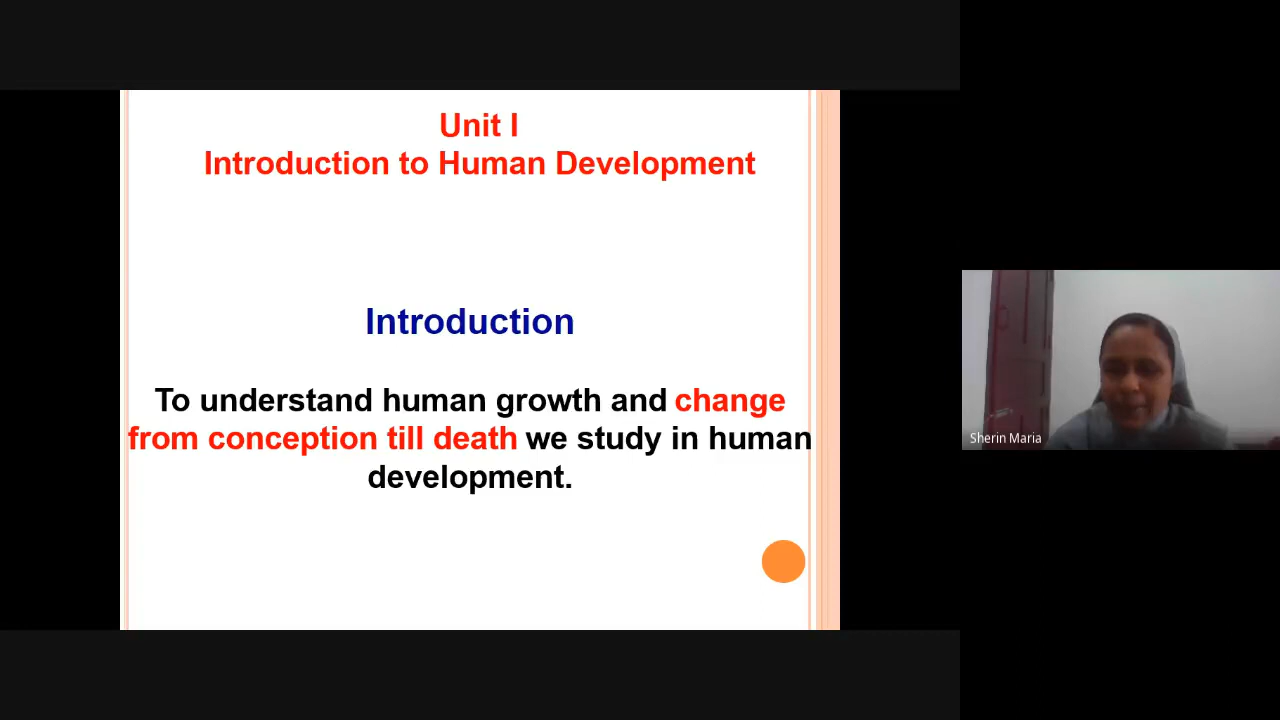 Unit I
Introduction to Human Development
Introduction
To understand human growth and change
from conception till death we study in human
development.
Sherin Maria